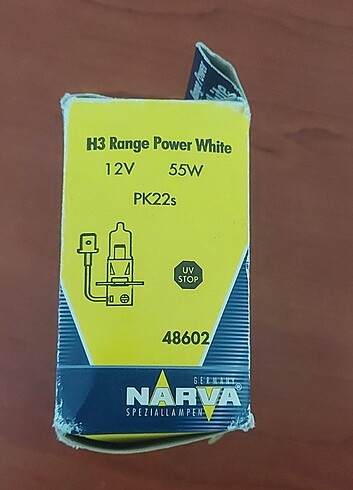 H3 Range Power White
12V 55W
PK22s
UV
STOP
48602
GERMANY
NARVA®
SPEZIALLAMPEN